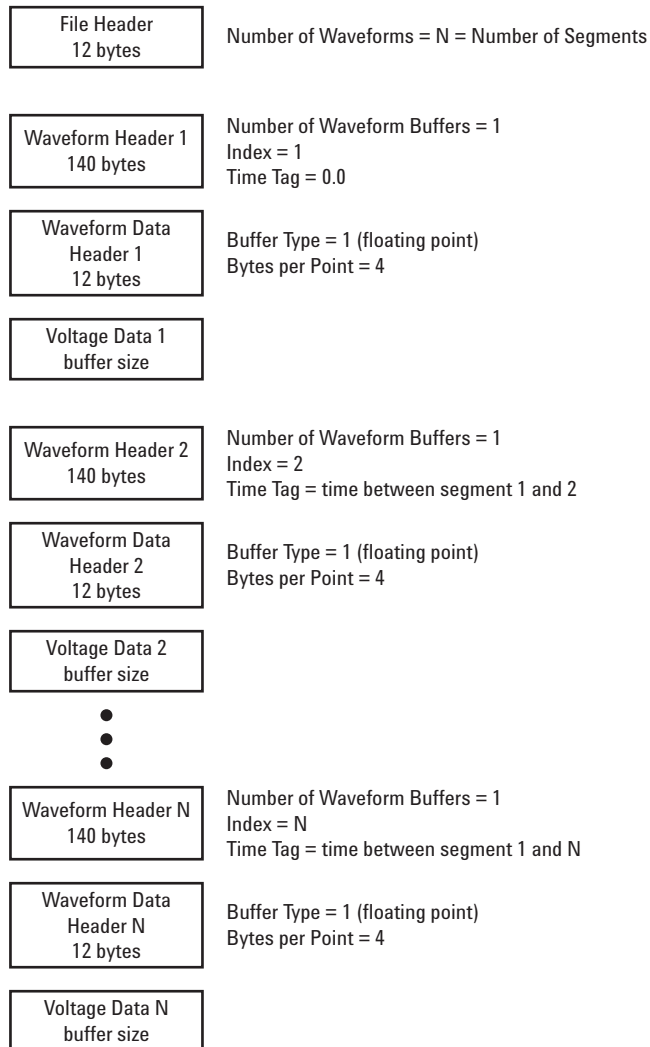 File Header
12 bytes
Number of Waveforms = N = Number of Segments
Waveform Header 1
140 bytes
Number of Waveform Buffers = 1
Index = 1
Time Tag = 0.0
Waveform Data
Header 1
12 bytes
Buffer Type = 1 (floating point)
Bytes per Point = 4
Voltage Data 1
buffer size
Waveform Header 2
140 bytes
Number of Waveform Buffers = 1
Index = 2
Time Tag = time between segment 1 and 2
Waveform Data
Header 2
12 bytes
Buffer Type = 1 (floating point)
Bytes per Point = 4
Voltage Data 2
buffer size
Waveform Header N
140 bytes
Number of Waveform Buffers = 1
Index = N
Time Tag = time between segment 1 and N
Waveform Data
Header N
12 bytes
Buffer Type = 1 (floating point)
Bytes per Point = 4
Voltage Data N
buffer size